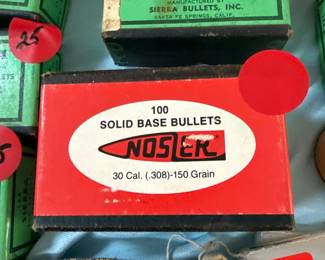 MANUFACTURED BY
SIERRA BULLETS, INC.
SANTA FE SPRINGS, CALIF.
25
100
SOLID BASE BULLETS
NOSLER
30 Cal. (.308)-150 Grain